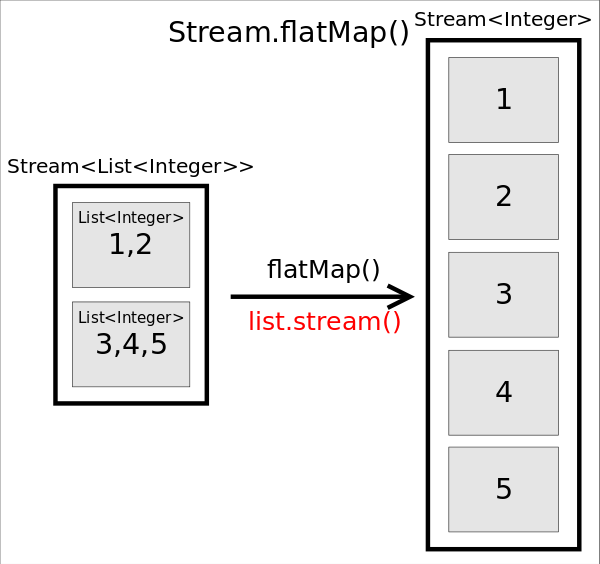 Stream.flatMap()
Stream<List<Integer>>
List<Integer>
1,2
List<Integer>
3,4,5
flatMap()
list.stream()
Stream<Integer>
1
2
3
4
5